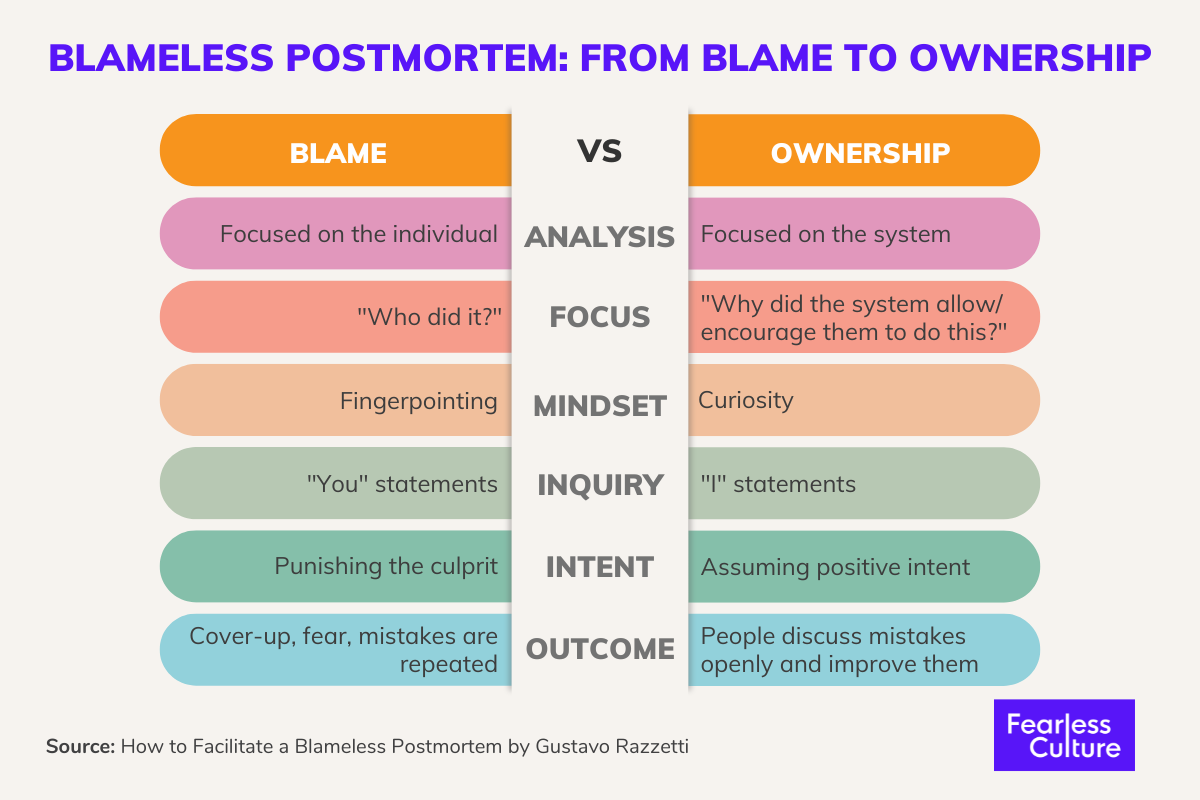 BLAMELESS POSTMORTEM: FROM BLAME TO OWNERSHIP
BLAME
VS
OWNERSHIP
Focused on the individual
ANALYSIS
Focused on the system
"Who did it?"
FOCUS
"Why did the system allow/
encourage them to do this?"
Fingerpointing
MINDSET
Curiosity
"You" statements
INQUIRY
"I" statements
Punishing the culprit
INTENT
Assuming positive intent
Cover-up, fear, mistakes are
repeated
OUTCOME
People discuss mistakes
openly and improve them
Source: How to Facilitate a Blameless Postmortem by Gustavo Razzetti
Fearless
Culture